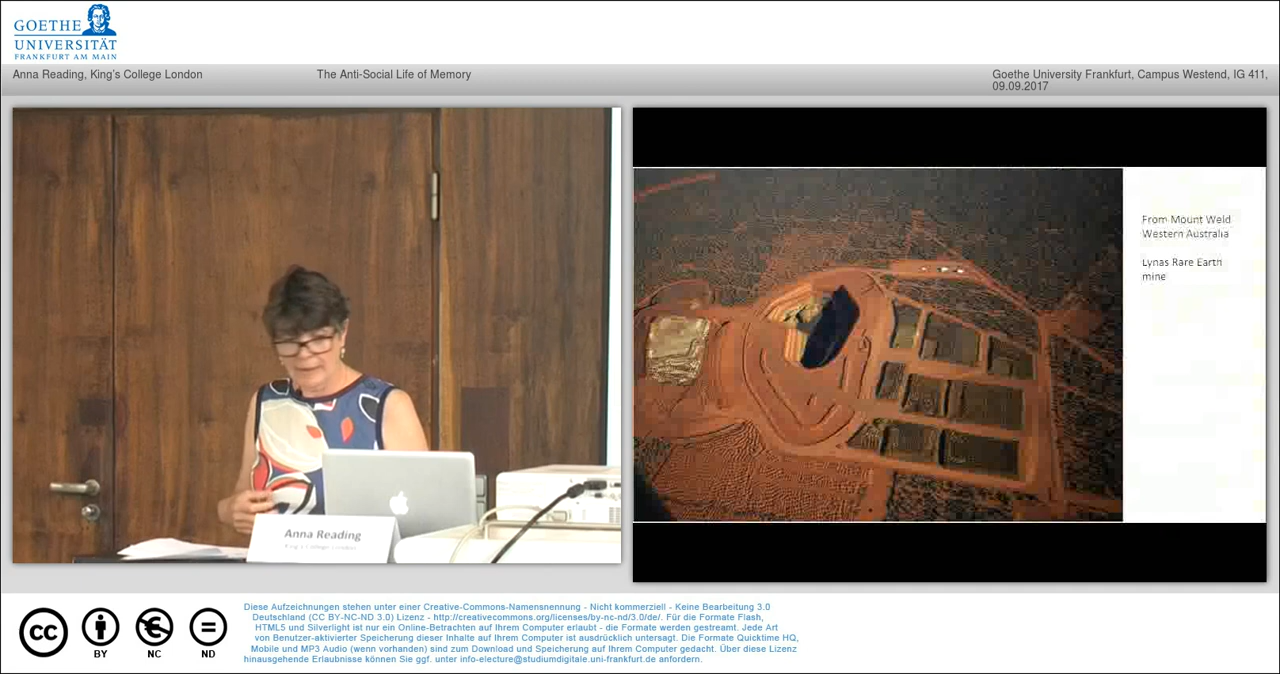 GOETHE
UNIVERSITÄT
FRANKFURT AM MAIN
Anna Reading, King's College London
The Anti-Social Life of Memory
Goethe University Frankfurt, Campus Westend, IG 411,
09.09.2017
From Mount Weld
Western Australia
Lynas Rare Earth
mine
Anna Reading
King's College London
cc
BY
NC
ND
Diese Aufzeichnungen stehen unter einer Creative-Commons-Namensnennung - Nicht kommerziell - Keine Bearbeitung 3.0
Deutschland (CC BY-NC-ND 3.0) Lizenz - http://creativecommons.org/licenses/by-nc-nd/3.0/de/. Für die Formate Flash,
HTML5 und Silverlight ist nur ein Online-Betrachten auf Ihrem Computer erlaubt - die Formate werden gestreamt. Jede Art
von Benutzer-aktivierter Speicherung dieser Inhalte auf Ihrem Computer ist ausdrücklich untersagt. Die Formate Quicktime HQ,
Mobile und MP3 Audio (wenn vorhanden) sind zum Download und Speicherung auf Ihrem Computer gedacht. Über diese Lizenz
hinausgehende Erlaubnisse können Sie ggf. unter info-electure@studiumdigitale.uni-frankfurt.de anfordern.